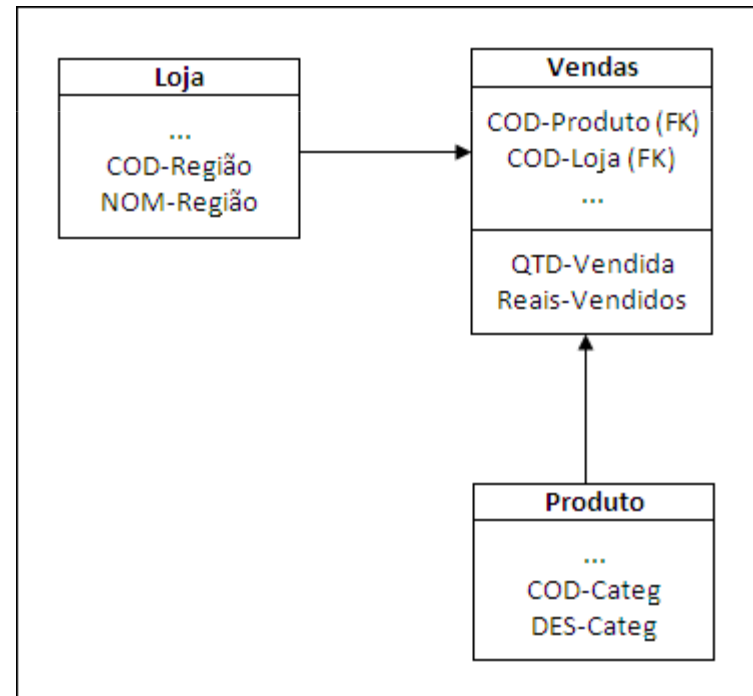 Loja
...
COD-Região
NOM-Região
Vendas
COD-Produto (FK)
COD-Loja (FK)
...
QTD-Vendida
Reais-Vendidos
Produto
...
COD-Categ
DES-Categ